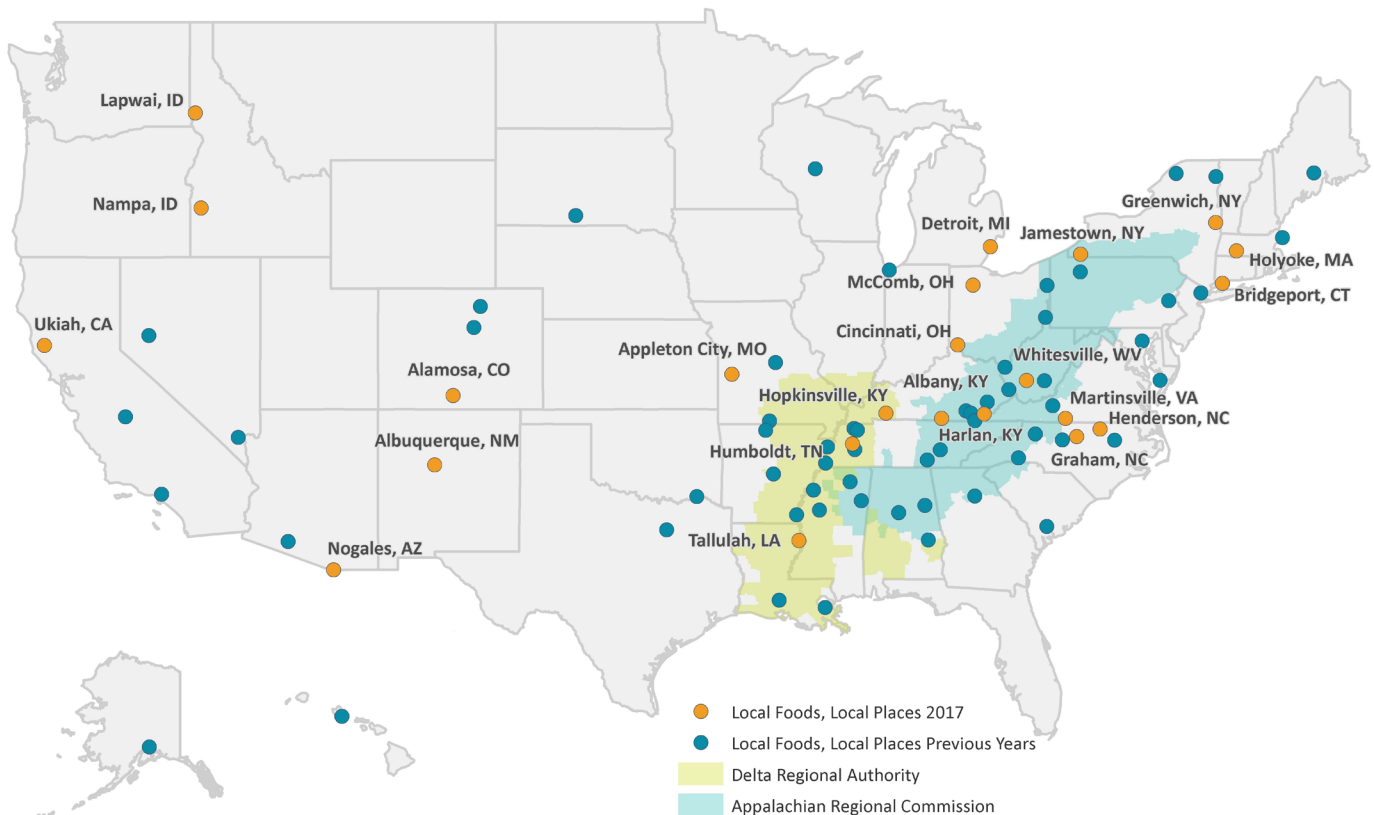 Lapwai, ID
Nampa, ID
Greenwich, NY
Detroit, MI
Jamestown, NY
Holyoke, MA
McComb, OH
Bridgeport, CT
Ukiah, CA
Cincinnati, OH
Appleton City, MO
Whitesville, WV
Alamosa, CO
Albany, KY
Hopkinsville, KY
Martinsville, VA
Henderson, NC
Albuquerque, NM
Harlan, KY
Humboldt, TN
Graham, NC
Tallulah, LA
Nogales, AZ
Local Foods, Local Places 2017
Local Foods, Local Places Previous Years
Delta Regional Authority
Appalachian Regional Commission